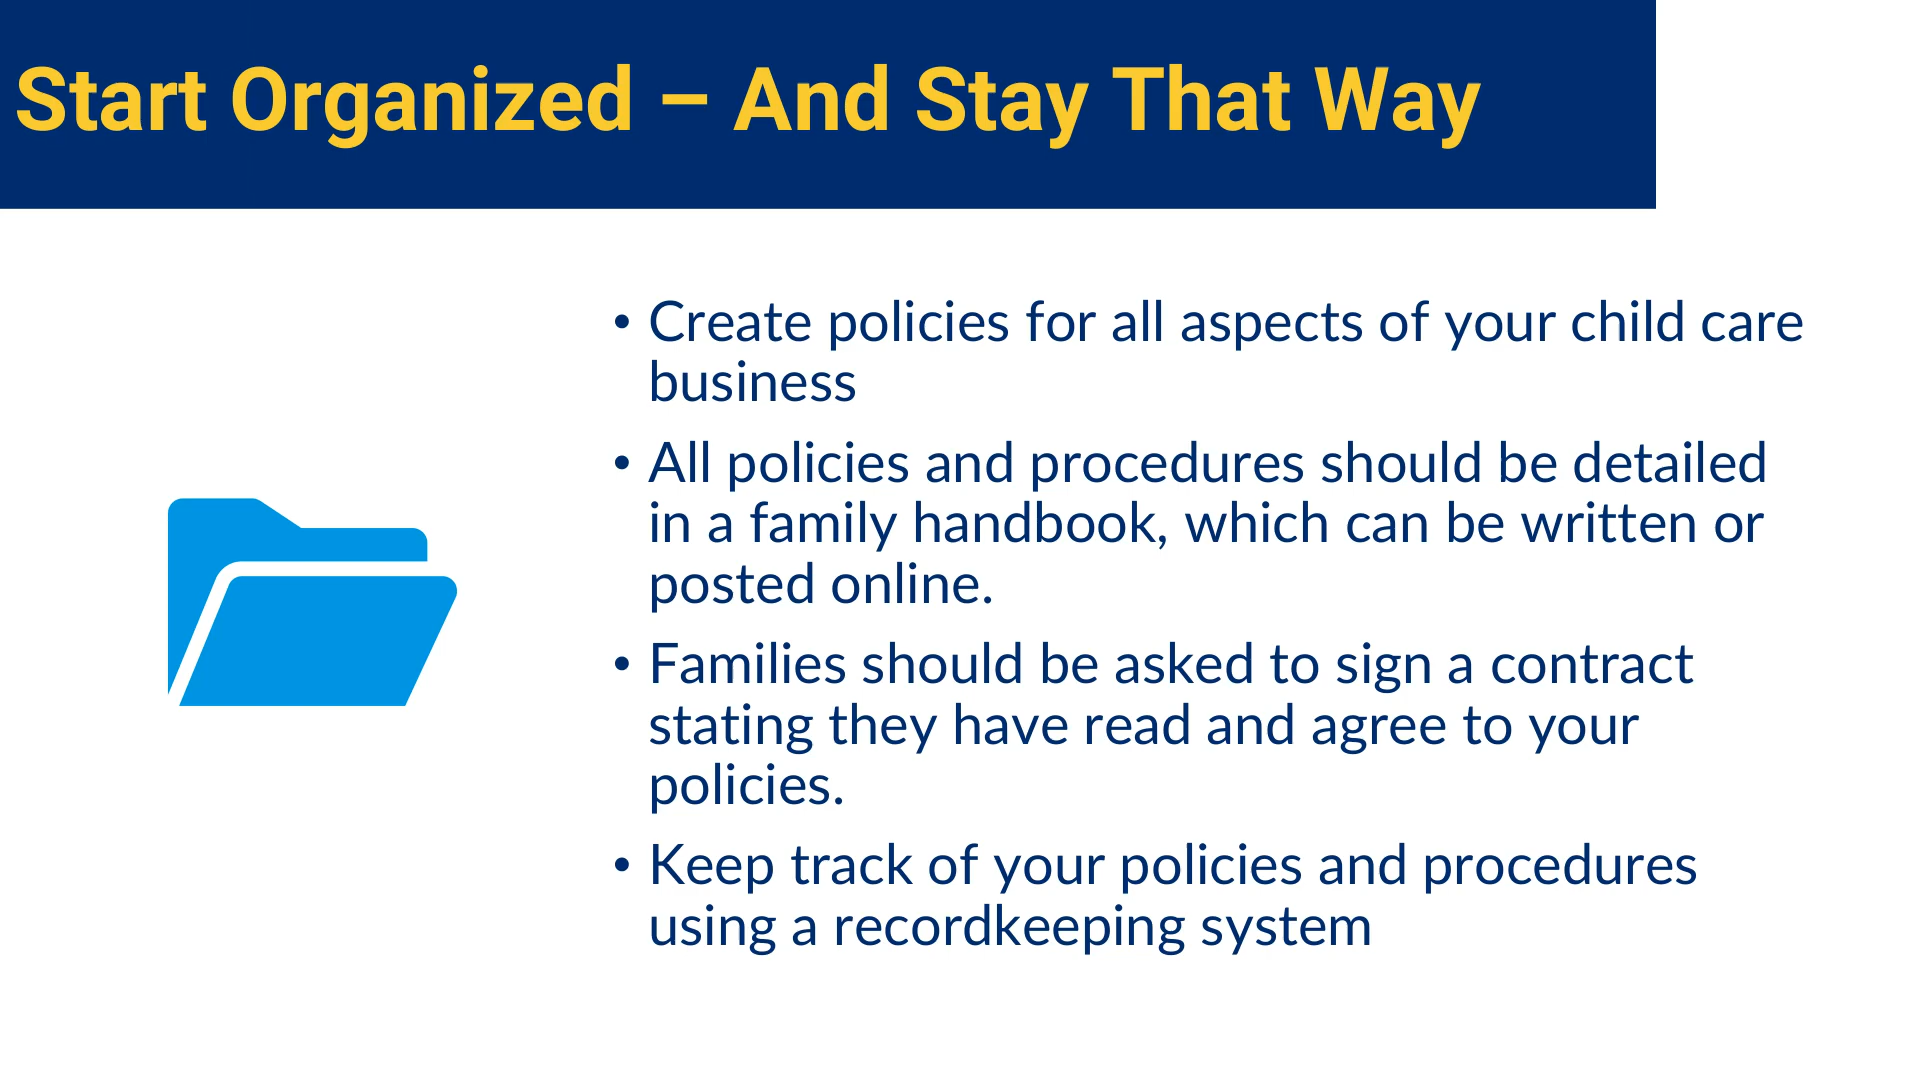 Start Organized – And Stay That Way
• Create policies for all aspects of your child care
business
• All policies and procedures should be detailed
in a family handbook, which can be written or
posted online.
• Families should be asked to sign a contract
stating they have read and agree to your
policies.
• Keep track of your policies and procedures
using a recordkeeping system